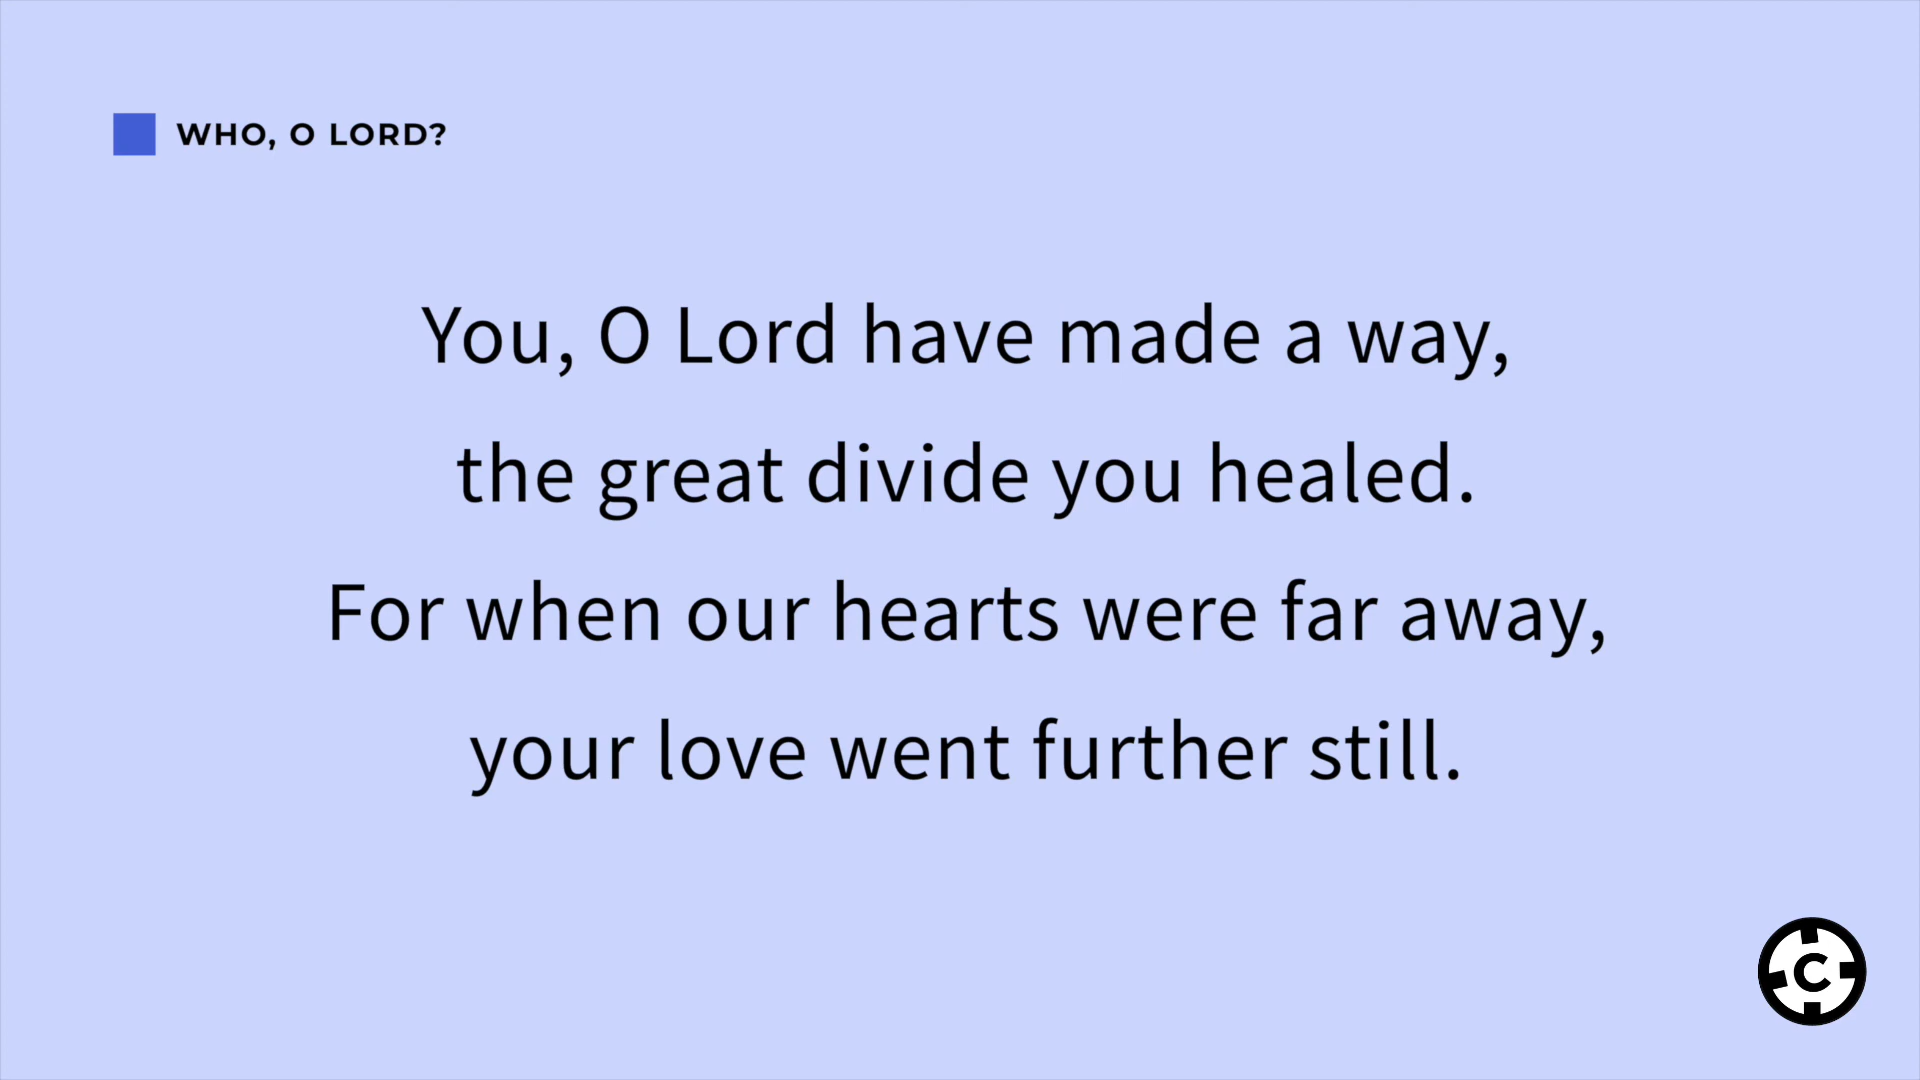 WHO, O LORD?
You, O Lord have made a way,
the great divide you healed.
For when our hearts were far away,
your love went further still.
C